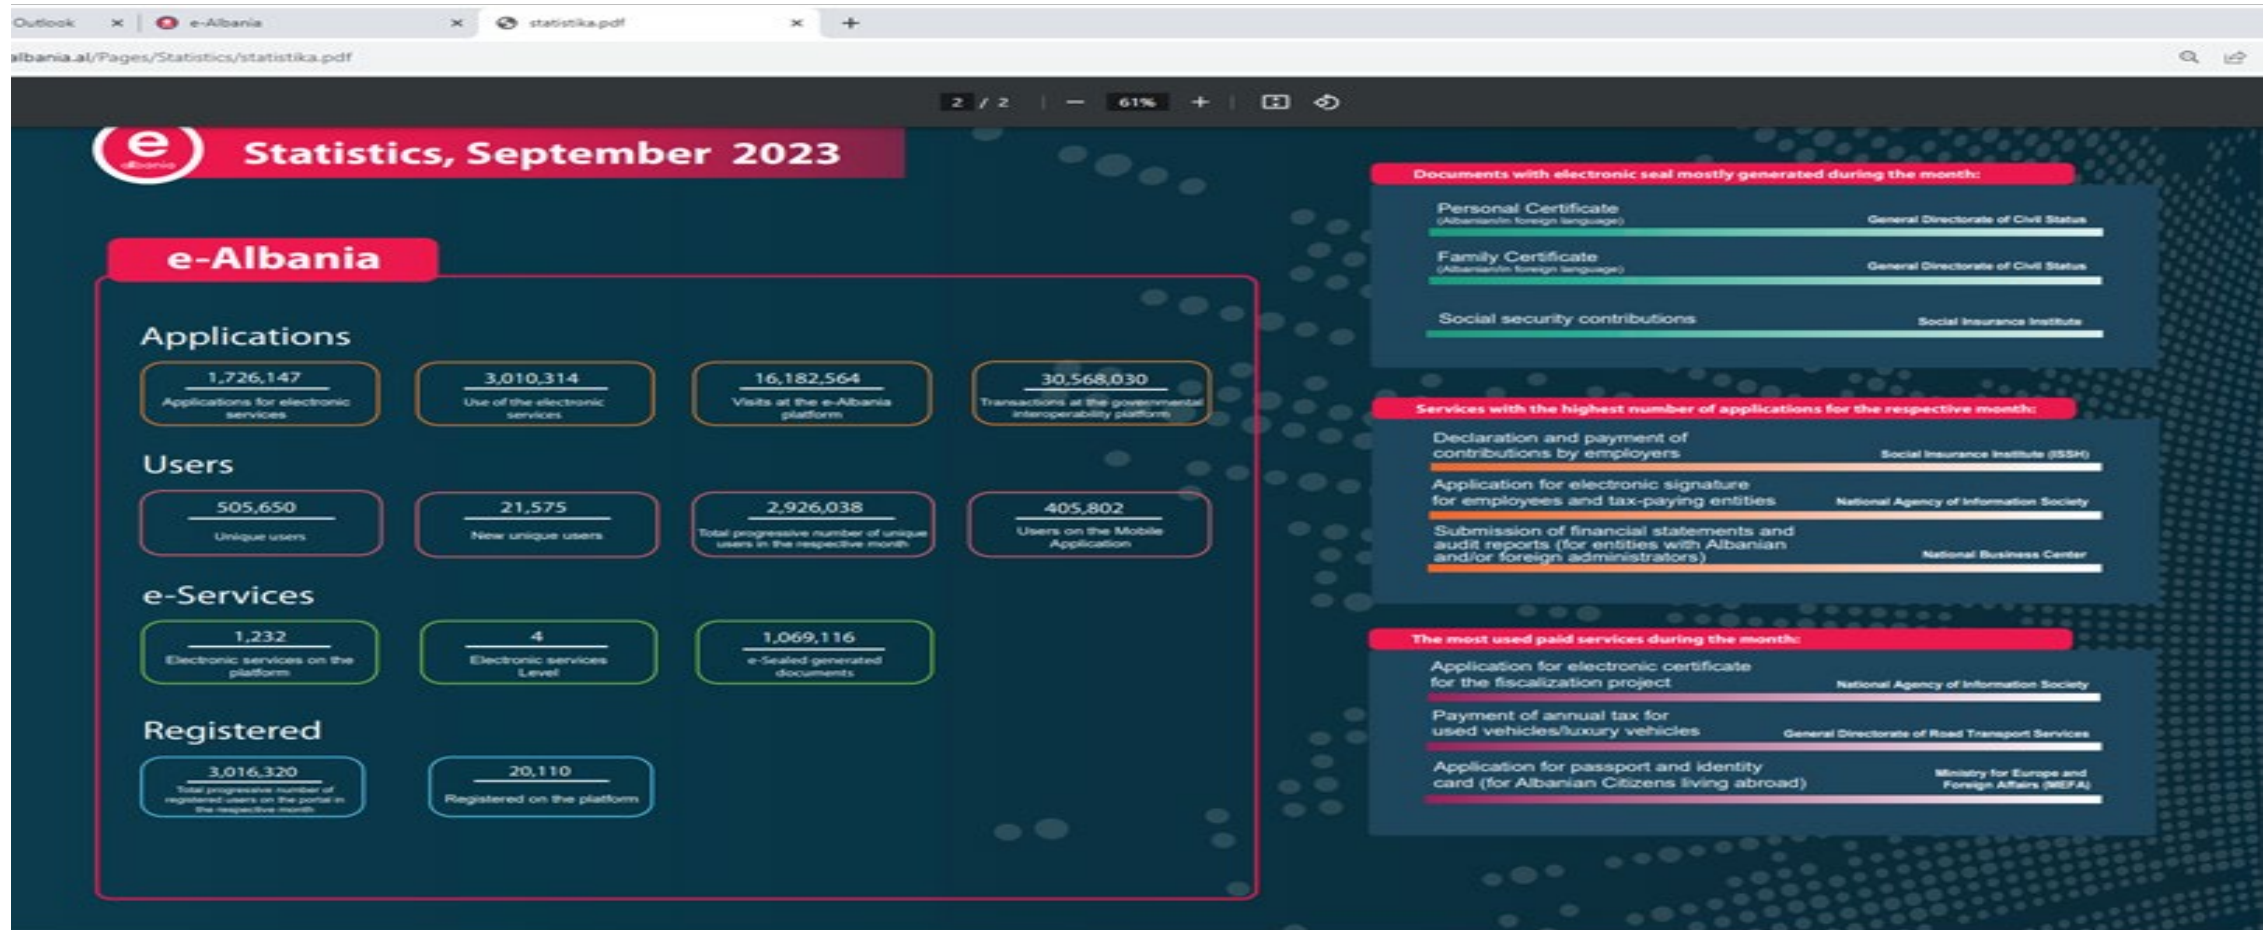 Outlook
e-Albania
statistika.pdf
albania.al/Pages/Statistics/statistika.pdf
2 / 2
61%
e
albania
Statistics, September 2023
e-Albania
Applications
1,726,147
Applications for electronic
services
3,010,314
Use of the electronic
services
16,182,564
Visits at the e-Albania
platform
30,568,030
Transactions at the governmental
interoperability platform
Users
505,650
Unique users
21,575
New unique users
2,926,038
Total progressive number of unique
users in the respective month
405,802
Users on the Mobile
Application
e-Services
1,232
Electronic services on the
platform
4
Electronic services
Level
1,069,116
e-Sealed generated
documents
Registered
3,016,320
Total progressive number of
registered users on the portal in
the respective month
20,110
Registered on the platform
Documents with electronic seal mostly generated during the month:
Personal Certificate
(Albanian/in foreign language)
General Directorate of Civil Status
Family Certificate
(Albanian/in foreign language)
General Directorate of Civil Status
Social security contributions
Social Insurance Institute
Services with the highest number of applications for the respective month:
Declaration and payment of
contributions by employers
Social Insurance Institute (ISSH)
Application for electronic signature
for employees and tax-paying entities
National Agency of Information Society
Submission of financial statements and
audit reports (for entities with Albanian
and/or foreign administrators)
National Business Center
The most used paid services during the month:
Application for electronic certificate
for the fiscalization project
National Agency of Information Society
Payment of annual tax for
used vehicles/luxury vehicles
General Directorate of Road Transport Services
Application for passport and identity
card (for Albanian Citizens living abroad)
Ministry for Europe and
Foreign Affairs (MEFA)